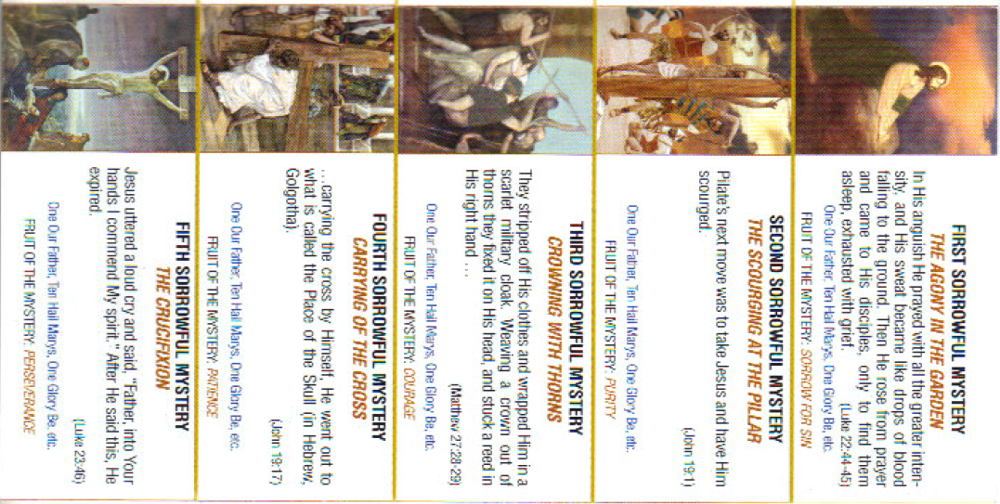 FIRST SORROWFUL MYSTERY
THE AGONY IN THE GARDEN
In His anguish He prayed with all the greater inten-
sity, and His sweat became like drops of blood
falling to the ground. Then He rose from prayer
and came to His disciples, only to find them
asleep, exhausted with grief. (Luke 22:44-45)
One Our Father, Ten Hail Marys, One Glory Be, etc.
FRUIT OF THE MYSTERY: SORROW FOR SIN
SECOND SORROWFUL MYSTERY
THE SCOURGING AT THE PILLAR
Pilate's next move was to take Jesus and have Him
scourged. (John 19:1)
One Our Father, Ten Hail Marys, One Glory Be, etc.
FRUIT OF THE MYSTERY: PURITY
THIRD SORROWFUL MYSTERY
CROWNING WITH THORNS
They stripped off His clothes and wrapped Him in a
scarlet military cloak. Weaving a crown out of
thorns they fixed it on His head, and stuck a reed in
His right hand ... (Matthew 27:28-29)
One Our Father, Ten Hail Marys, One Glory Be, etc.
FRUIT OF THE MYSTERY: COURAGE
FOURTH SORROWFUL MYSTERY
CARRYING OF THE CROSS
...carrying the cross by Himself, He went out to
what is called the Place of the Skull (in Hebrew,
Golgotha). (John 19:17)
One Our Father, Ten Hail Marys, One Glory Be, etc.
FRUIT OF THE MYSTERY: PATIENCE
FIFTH SORROWFUL MYSTERY
THE CRUCIFIXION
Jesus uttered a loud cry and said, "Father, into Your
hands I commend My spirit." After He said this, He
expired. (Luke 23:46)
One Our Father, Ten Hail Marys, One Glory Be, etc.
FRUIT OF THE MYSTERY: PERSEVERANCE